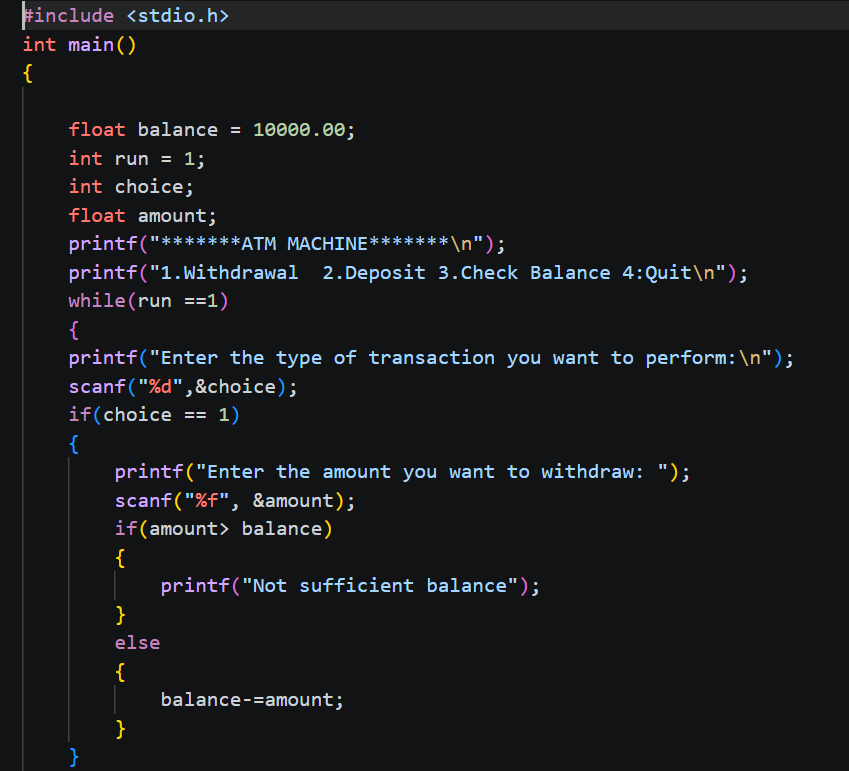 #include <stdio.h>
int main()
{
float balance = 10000.00;
int run = 1;
int choice;
float amount;
printf("*******ATM MACHINE*******\n");
printf("1.Withdrawal  2.Deposit 3.Check Balance 4:Quit\n");
while(run ==1)
{
printf("Enter the type of transaction you want to perform:\n");
scanf("%d",&choice);
if(choice == 1)
{
printf("Enter the amount you want to withdraw: ");
scanf("%f", &amount);
if(amount> balance)
{
printf("Not sufficient balance");
}
else
{
balance-=amount;
}
}